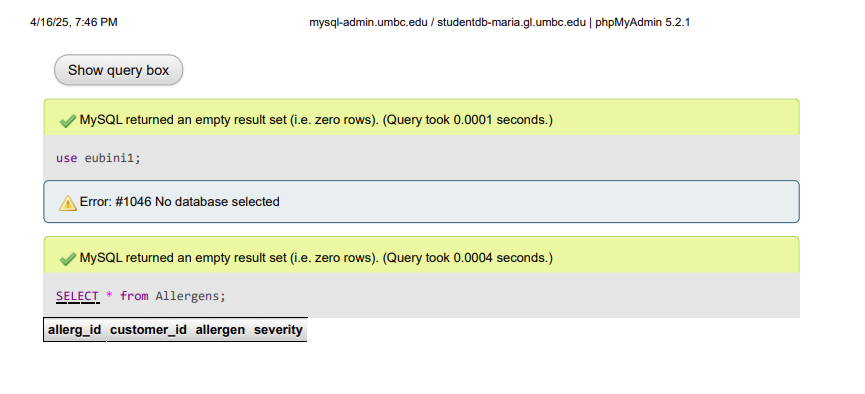 4/16/25, 7:46 PM mysql-admin.umbc.edu / studentdb-maria.gl.umbc.edu | phpMyAdmin 5.2.1
Show query box
MySQL returned an empty result set (i.e. zero rows). (Query took 0.0001 seconds.)
use eubini1;
Error: #1046 No database selected
MySQL returned an empty result set (i.e. zero rows). (Query took 0.0004 seconds.)
SELECT * from Allergens;
allerg_id customer_id allergen severity